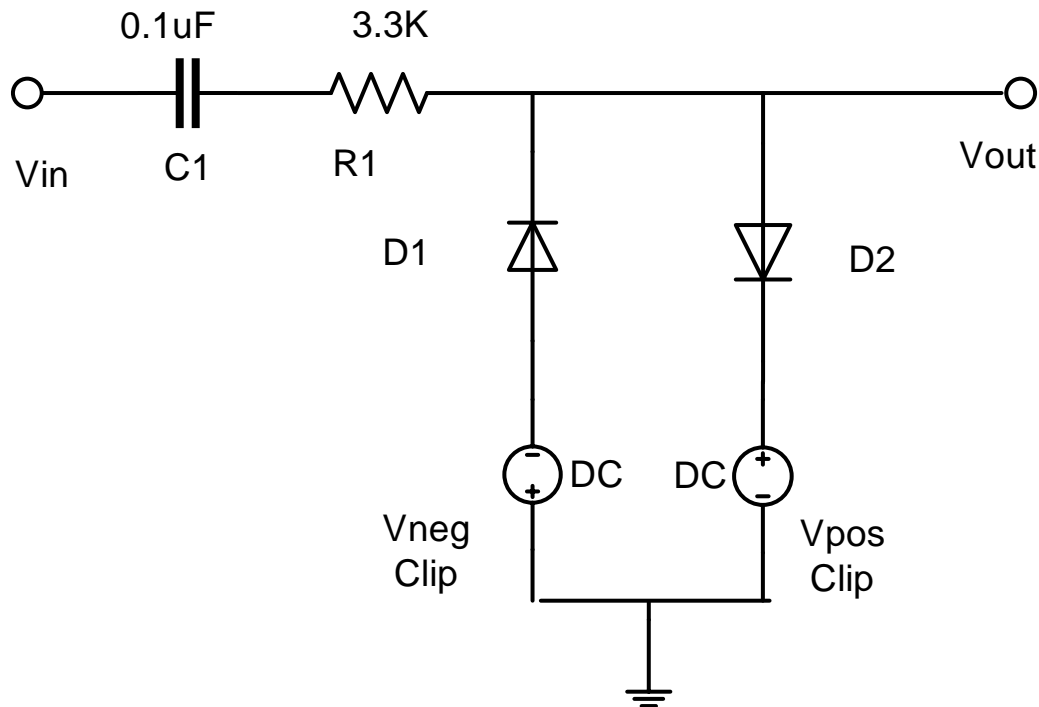 0.1uF
3.3K
Vin
C1
R1
Vout
D1
D2
-
DC
+
DC
+
-
Vneg
Clip
Vpos
Clip